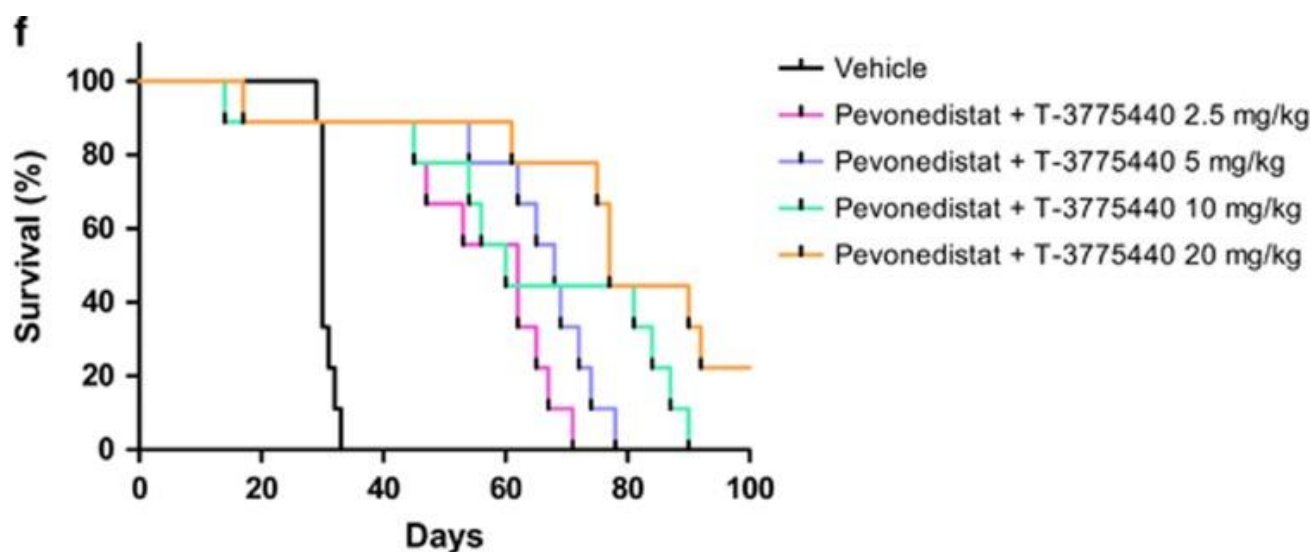 f
Survival (%)
100
80
60
40
20
0
0 20 40 60 80 100
Days
Vehicle
Pevonedistat + T-3775440 2.5 mg/kg
Pevonedistat + T-3775440 5 mg/kg
Pevonedistat + T-3775440 10 mg/kg
Pevonedistat + T-3775440 20 mg/kg